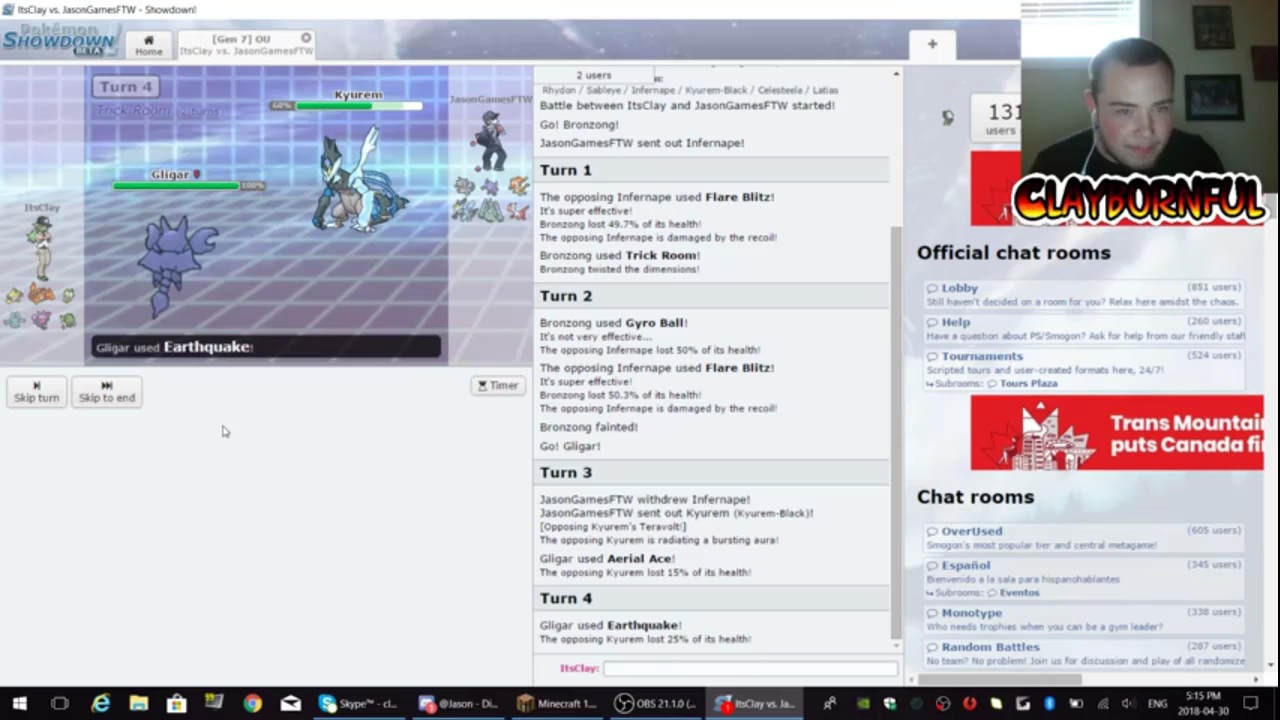 ItsClay vs. JasonGamesFTW - Showdown!
Pokémon
SHOWDOWN
BETA
Home
[Gen 7] OU
ItsClay vs. JasonGamesFTW
+
Turn 4
Trick Room (2 turns)
Kyurem
60%
JasonGamesFTW
Gligar
100%
ItsClay
Gligar used Earthquake!
Skip turn
Skip to end
Timer
2 users
Rhydon / Sableye / Infernape / Kyurem-Black / Celesteela / Latias
Battle between ItsClay and JasonGamesFTW started!
Go! Bronzong!
JasonGamesFTW sent out Infernape!
Turn 1
The opposing Infernape used Flare Blitz!
It's super effective!
Bronzong lost 49.7% of its health!
The opposing Infernape is damaged by the recoil!
Bronzong used Trick Room!
Bronzong twisted the dimensions!
Turn 2
Bronzong used Gyro Ball!
It's not very effective...
The opposing Infernape lost 50% of its health!
The opposing Infernape used Flare Blitz!
It's super effective!
Bronzong lost 50.3% of its health!
The opposing Infernape is damaged by the recoil!
Bronzong fainted!
Go! Gligar!
Turn 3
JasonGamesFTW withdrew Infernape!
JasonGamesFTW sent out Kyurem (Kyurem-Black)!
[Opposing Kyurem's Teravolt!]
The opposing Kyurem is radiating a bursting aura!
Gligar used Aerial Ace!
The opposing Kyurem lost 15% of its health!
Turn 4
Gligar used Earthquake!
The opposing Kyurem lost 25% of its health!
ItsClay:
131
users
CLAYBORNFUL
Official chat rooms
Lobby (851 users)
Still haven't decided on a room for you? Relax here amidst the chaos.
Help (260 users)
Have a question about PS/Smogon? Ask for help from our friendly staf
Tournaments (524 users)
Scripted tours and user-created formats here, 24/7!
Subrooms: Tours Plaza
Trans Mountai
puts Canada fi
Chat rooms
OverUsed (605 users)
Smogon's most popular tier and central metagame!
Español (345 users)
Bienvenido a la sala para hispanohablantes
Subrooms: Eventos
Monotype (338 users)
Who needs trophies when you can be a gym leader?
Random Battles (287 users)
No team? No problem! Join us for discussion and play of all randomize
Skype™ - cl...
@Jason - Di...
Minecraft 1....
OBS 21.1.0 (...
ItsClay vs. Ja...
ENG
5:15 PM
2018-04-30